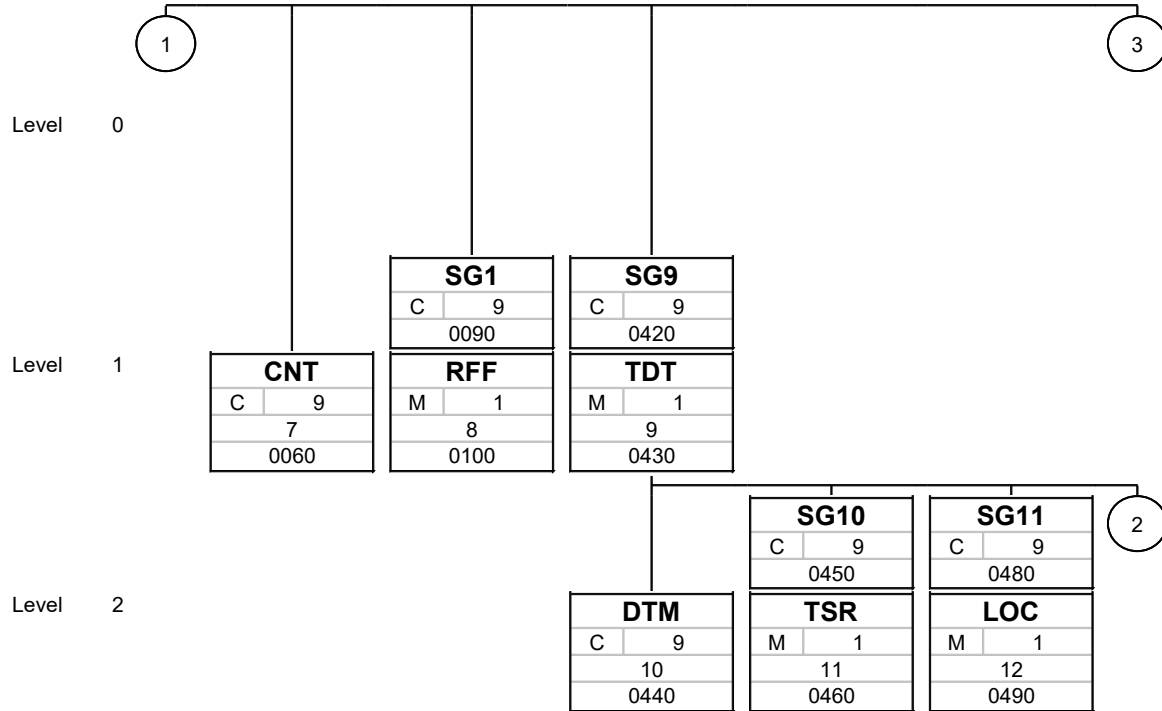 1
3
Level 0
SG1
C 9
0090
SG9
C 9
0420
Level 1
CNT
C 9
7
0060
RFF
M 1
8
0100
TDT
M 1
9
0430
SG10
C 9
0450
SG11
C 9
0480
2
Level 2
DTM
C 9
10
0440
TSR
M 1
11
0460
LOC
M 1
12
0490